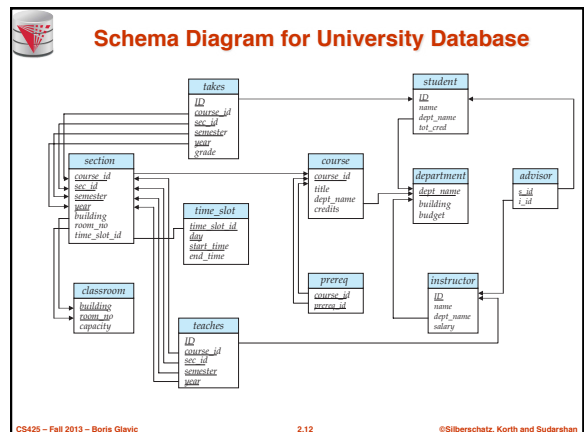 Schema Diagram for University Database
takes
ID
course_id
sec_id
semester
year
grade
student
ID
name
dept_name
tot_cred
section
course_id
sec_id
semester
year
building
room_no
time_slot_id
course
course_id
title
dept_name
credits
department
dept_name
building
budget
advisor
s_id
i_id
time_slot
time_slot_id
day
start_time
end_time
prereq
course_id
prereq_id
instructor
ID
name
dept_name
salary
classroom
building
room_no
capacity
teaches
ID
course_id
sec_id
semester
year
CS425 – Fall 2013 – Boris Glavic
2.12
©Silberschatz, Korth and Sudarshan